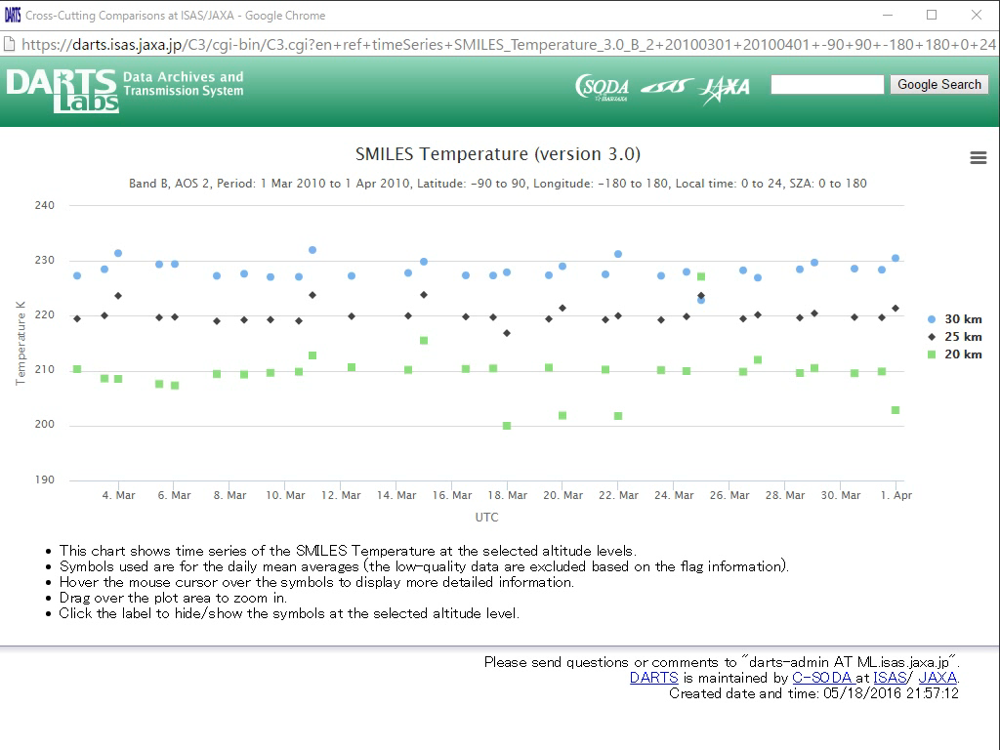 DARTS Cross-Cutting Comparisons at ISAS/JAXA - Google Chrome
https://darts.isas.jaxa.jp/C3/cgi-bin/C3.cgi?en+ref+timeSeries+SMILES_Temperature_3.0_B_2+20100301+20100401+-90+90+-180+180+0+24
DARTS Labs
Data Archives and
Transmission System
C-SODA ISAS/JAXA
ISAS
JAXA
Google Search
SMILES Temperature (version 3.0)
Band B, AOS 2, Period: 1 Mar 2010 to 1 Apr 2010, Latitude: −90 to 90, Longitude: −180 to 180, Local time: 0 to 24, SZA: 0 to 180
Temperature K
240
230
220
210
200
190
30 km
25 km
20 km
4. Mar 6. Mar 8. Mar 10. Mar 12. Mar 14. Mar 16. Mar 18. Mar 20. Mar 22. Mar 24. Mar 26. Mar 28. Mar 30. Mar 1. Apr
UTC
• This chart shows time series of the SMILES Temperature at the selected altitude levels.
• Symbols used are for the daily mean averages (the low-quality data are excluded based on the flag information).
• Hover the mouse cursor over the symbols to display more detailed information.
• Drag over the plot area to zoom in.
• Click the label to hide/show the symbols at the selected altitude level.
Please send questions or comments to "darts-admin AT ML.isas.jaxa.jp".
DARTS is maintained by C-SODA at ISAS/ JAXA.
Created date and time: 05/18/2016 21:57:12